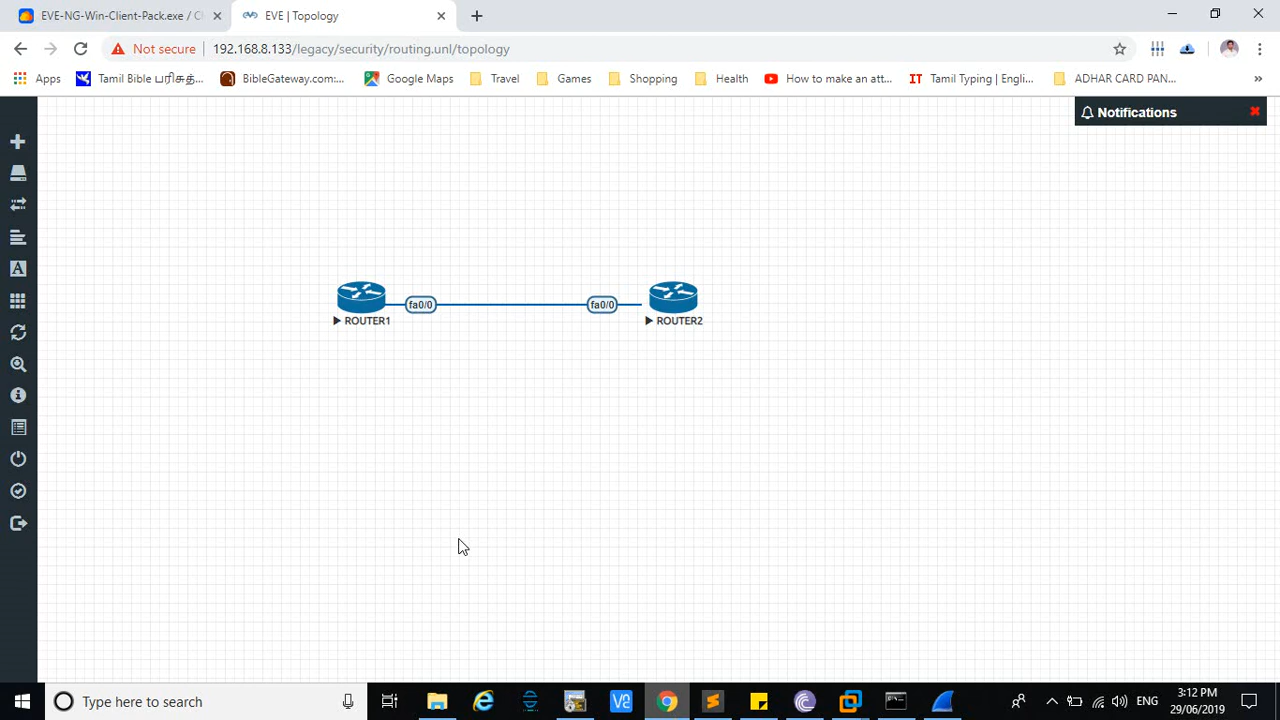 EVE-NG-Win-Client-Pack.exe / C
EVE | Topology
Not secure
192.168.8.133/legacy/security/routing.unl/topology
Apps
Tamil Bible பரிசுத்...
BibleGateway.com:...
Google Maps
Travel
Games
Shopping
Health
How to make an att...
IT
Tamil Typing | Engli...
ADHAR CARD PAN...
»
Notifications
A
fa0/0
fa0/0
ROUTER1
ROUTER2
Type here to search
ENG
3:12 PM
29/06/2019